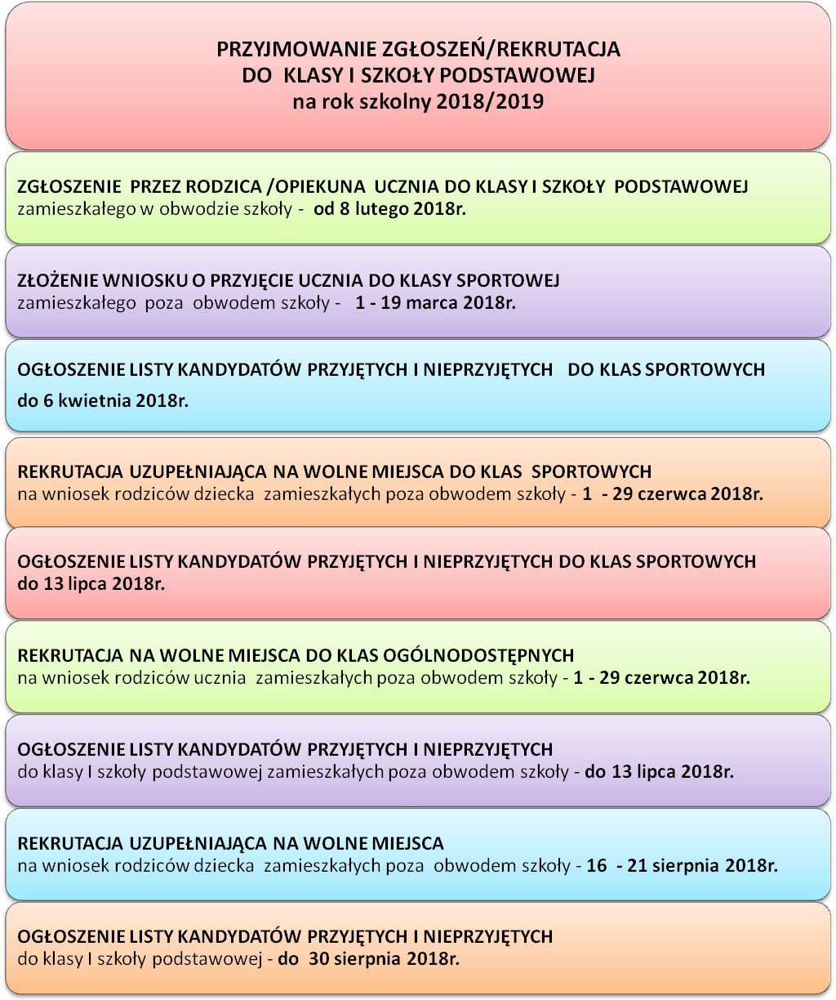 PRZYJMOWANIE ZGŁOSZEŃ/REKRUTACJA
DO KLASY I SZKOŁY PODSTAWOWEJ
na rok szkolny 2018/2019
ZGŁOSZENIE PRZEZ RODZICA /OPIEKUNA UCZNIA DO KLASY I SZKOŁY PODSTAWOWEJ
zamieszkałego w obwodzie szkoły - od 8 lutego 2018r.
ZŁOŻENIE WNIOSKU O PRZYJĘCIE UCZNIA DO KLASY SPORTOWEJ
zamieszkałego poza obwodem szkoły - 1 - 19 marca 2018r.
OGŁOSZENIE LISTY KANDYDATÓW PRZYJĘTYCH I NIEPRZYJĘTYCH DO KLAS SPORTOWYCH
do 6 kwietnia 2018r.
REKRUTACJA UZUPEŁNIAJĄCA NA WOLNE MIEJSCA DO KLAS SPORTOWYCH
na wniosek rodziców dziecka zamieszkałych poza obwodem szkoły - 1 - 29 czerwca 2018r.
OGŁOSZENIE LISTY KANDYDATÓW PRZYJĘTYCH I NIEPRZYJĘTYCH DO KLAS SPORTOWYCH
do 13 lipca 2018r.
REKRUTACJA NA WOLNE MIEJSCA DO KLAS OGÓLNODOSTĘPNYCH
na wniosek rodziców ucznia zamieszkałych poza obwodem szkoły - 1 - 29 czerwca 2018r.
OGŁOSZENIE LISTY KANDYDATÓW PRZYJĘTYCH I NIEPRZYJĘTYCH
do klasy I szkoły podstawowej zamieszkałych poza obwodem szkoły - do 13 lipca 2018r.
REKRUTACJA UZUPEŁNIAJĄCA NA WOLNE MIEJSCA
na wniosek rodziców dziecka zamieszkałych poza obwodem szkoły - 16 - 21 sierpnia 2018r.
OGŁOSZENIE LISTY KANDYDATÓW PRZYJĘTYCH I NIEPRZYJĘTYCH
do klasy I szkoły podstawowej - do 30 sierpnia 2018r.